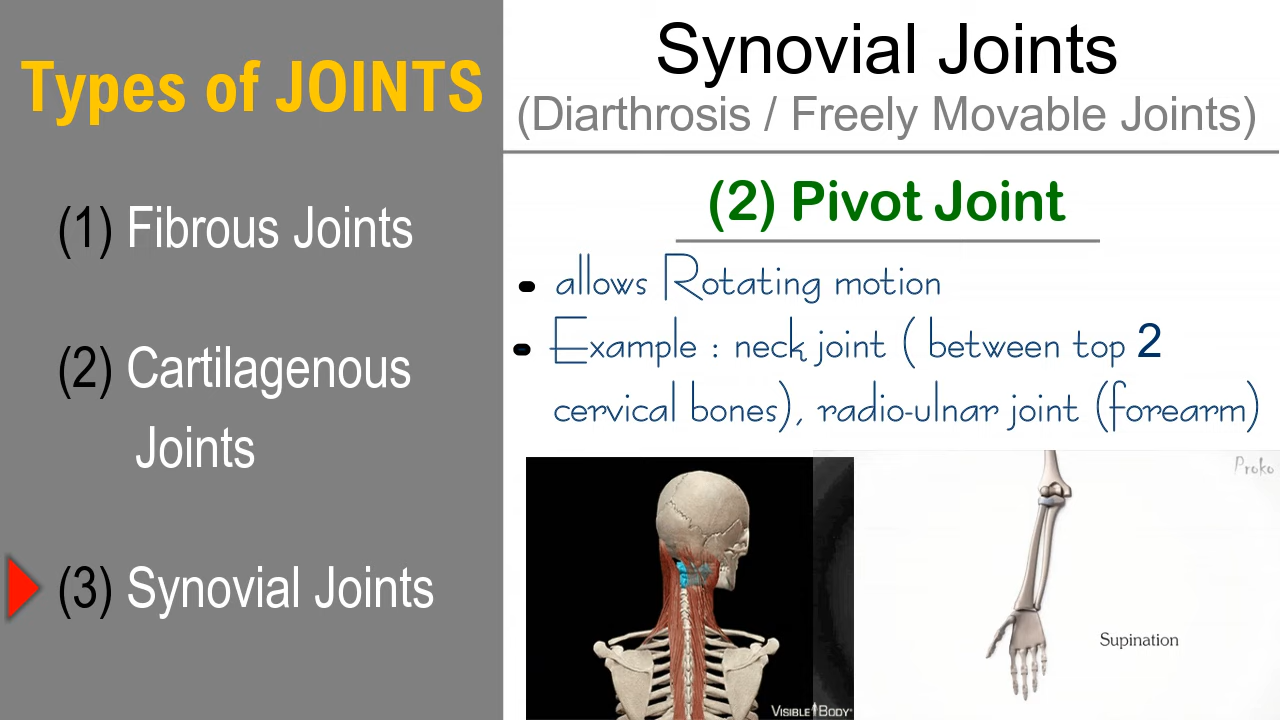 Types of JOINTS
(1) Fibrous Joints
(2) Cartilagenous
Joints
(3) Synovial Joints
Synovial Joints
(Diarthrosis / Freely Movable Joints)
(2) Pivot Joint
• allows Rotating motion
• Example : neck joint ( between top 2
cervical bones), radio-ulnar joint (forearm)
Proko
Supination
VISIBLE BODY